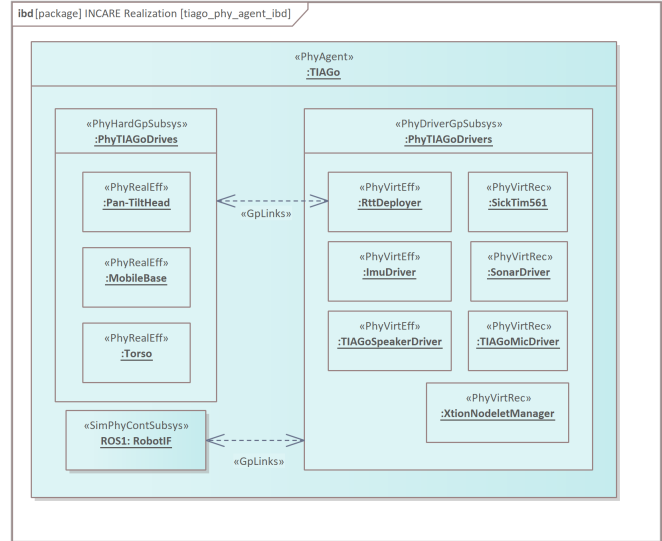 ibd [package] INCARE Realization [tiago_phy_agent_ibd]
«PhyAgent»
:TIAGo
«PhyHardGpSubsys»
:PhyTIAGoDrives
«PhyRealEff»
:Pan-TiltHead
«PhyRealEff»
:MobileBase
«PhyRealEff»
:Torso
«SimPhyContSubsys»
ROS1: RobotIF
«GpLinks»
«GpLinks»
«PhyDriverGpSubsys»
:PhyTIAGoDrivers
«PhyVirtEff»
:RttDeployer
«PhyVirtRec»
:SickTim561
«PhyVirtEff»
:ImuDriver
«PhyVirtRec»
:SonarDriver
«PhyVirtEff»
:TIAGoSpeakerDriver
«PhyVirtRec»
:TIAGoMicDriver
«PhyVirtRec»
:XtionNodeletManager